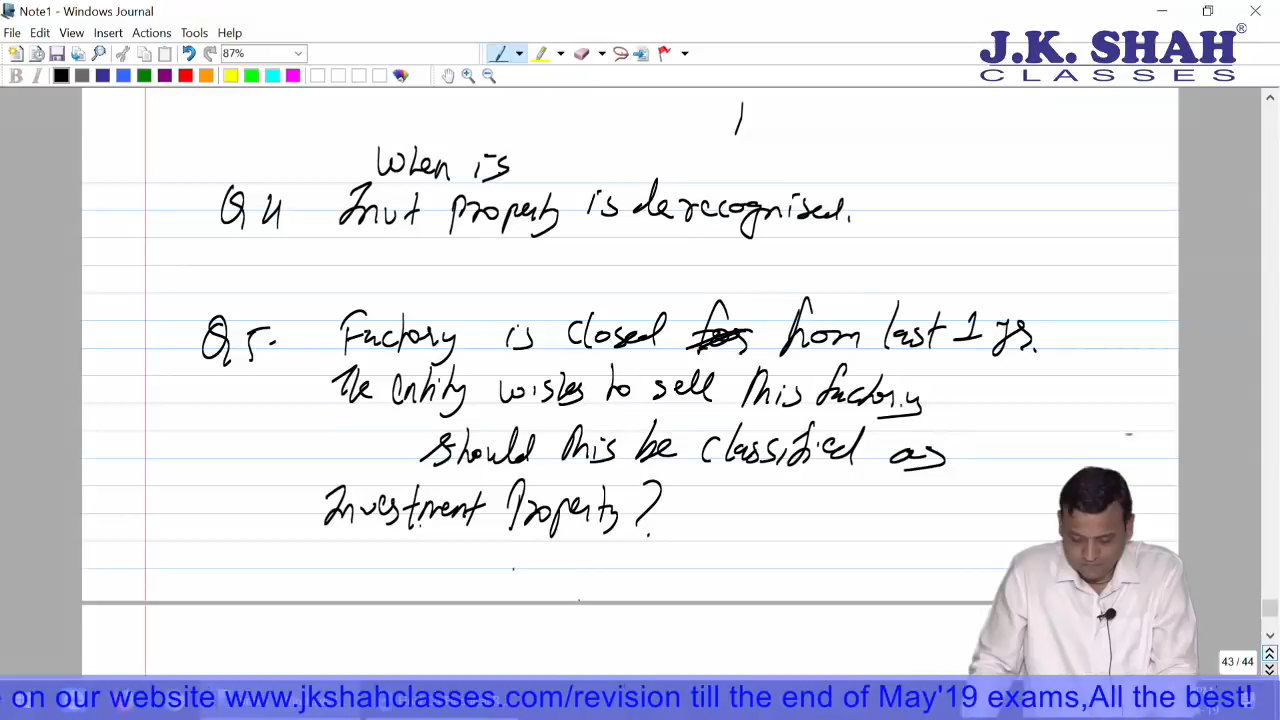 Note1 - Windows Journal
File Edit View Insert Actions Tools Help
87%
B I
J.K. SHAH®
CLASSES
When is
Q 4 Invt property is derecognised.
Q 5. Factory is closed from last 1 yr.
The entity wishes to sell this factory
should this be classified as
Investment Property?
43 / 44
e on our website www.jkshahclasses.com/revision till the end of May'19 exams,All the best!